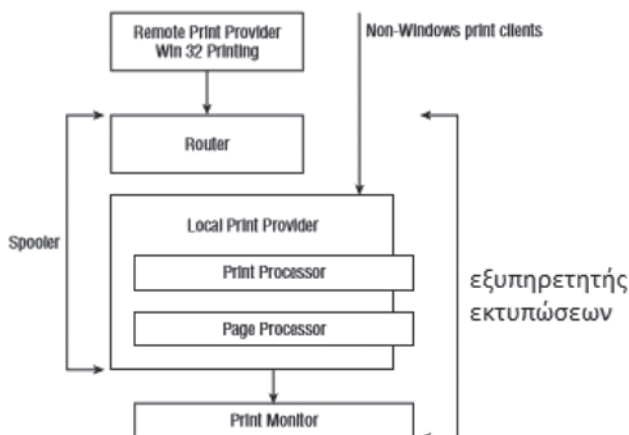 Remote Print Provider
Win 32 Printing
Non-Windows print clients
Router
Spooler
Local Print Provider
Print Processor
Page Processor
εξυπηρετητής
εκτυπώσεων
Print Monitor